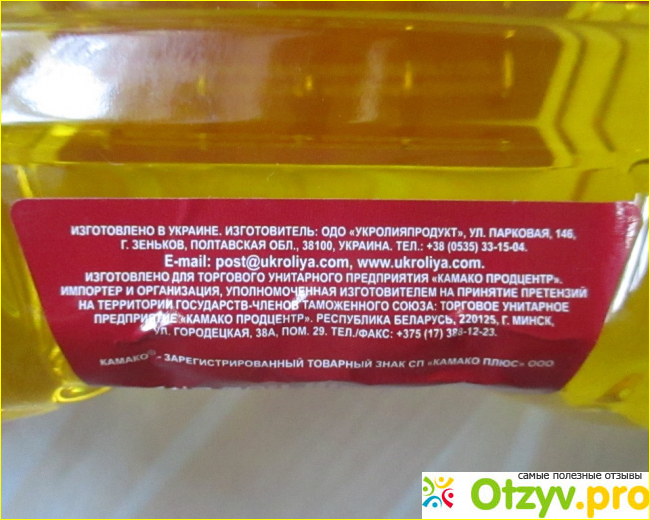 ИЗГОТОВЛЕНО В УКРАИНЕ. ИЗГОТОВИТЕЛЬ: ОДО «УКРОЛИЯПРОДУКТ», УЛ. ПАРКОВАЯ, 146,
Г. ЗЕНЬКОВ, ПОЛТАВСКАЯ ОБЛ., 38100, УКРАИНА. ТЕЛ.: +38 (0535) 33-15-04.
E-mail: post@ukroliya.com, www.ukroliya.com.
ИЗГОТОВЛЕНО ДЛЯ ТОРГОВОГО УНИТАРНОГО ПРЕДПРИЯТИЯ «КАМАКО ПРОДЦЕНТР».
ИМПОРТЕР И ОРГАНИЗАЦИЯ, УПОЛНОМОЧЕННАЯ ИЗГОТОВИТЕЛЕМ НА ПРИНЯТИЕ ПРЕТЕНЗИЙ
НА ТЕРРИТОРИИ ГОСУДАРСТВ-ЧЛЕНОВ ТАМОЖЕННОГО СОЮЗА: ТОРГОВОЕ УНИТАРНОЕ
ПРЕДПРИЯТИЕ «КАМАКО ПРОДЦЕНТР». РЕСПУБЛИКА БЕЛАРУСЬ, 220125, Г. МИНСК,
УЛ. ГОРОДЕЦКАЯ, 38А, ПОМ. 29. ТЕЛ./ФАКС: +375 (17) 388-12-23.
КАМАКО® - ЗАРЕГИСТРИРОВАННЫЙ ТОВАРНЫЙ ЗНАК СП «КАМАКО ПЛЮС» ООО
самые полезные отзывы
Otzyv.pro